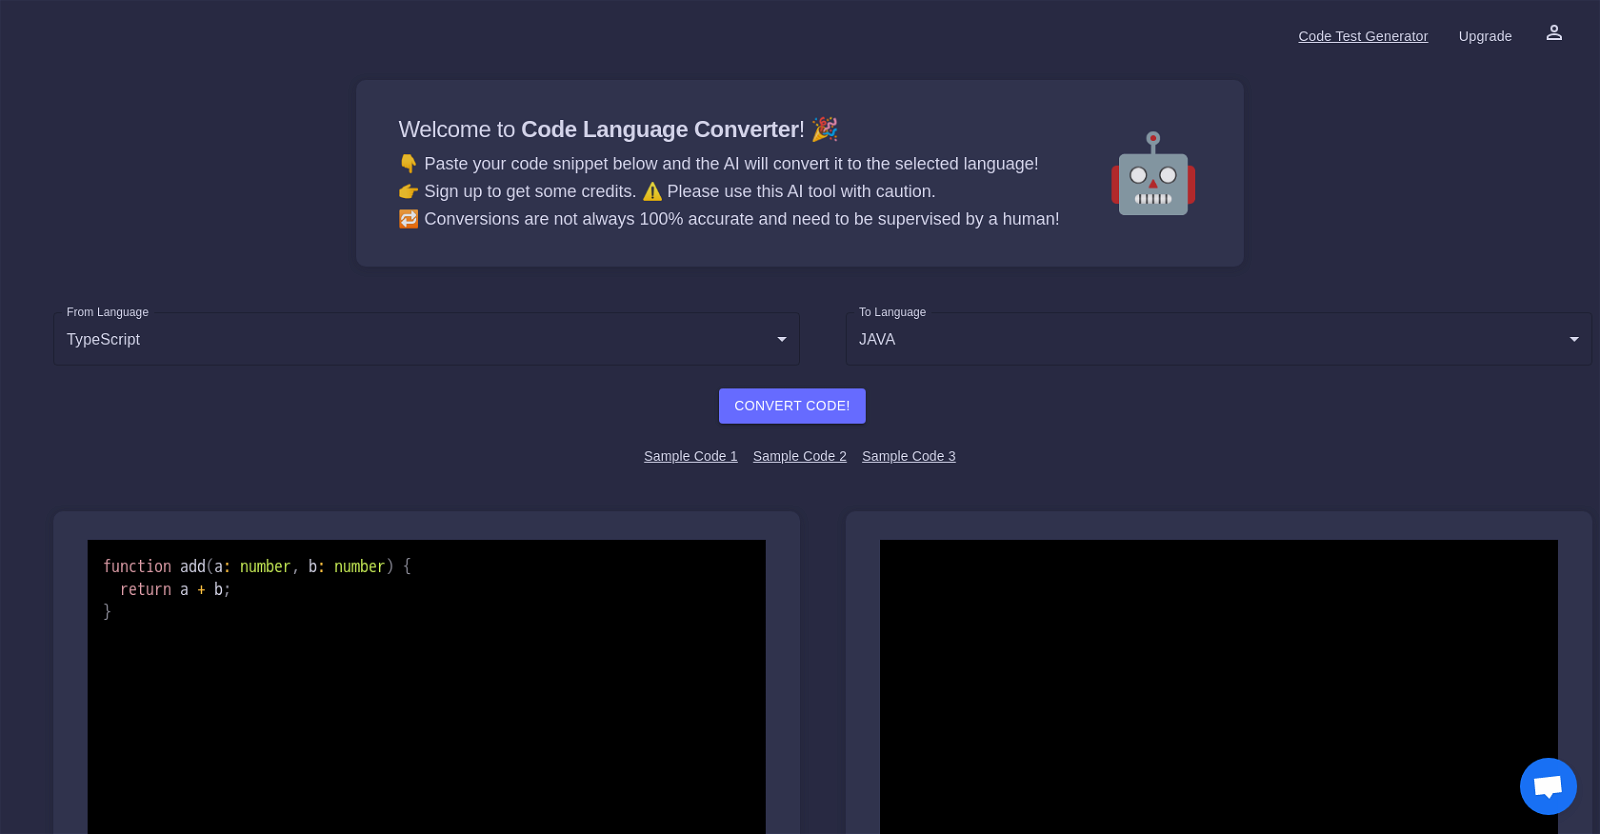 Code Test Generator Upgrade
Welcome to Code Language Converter! 🎉
👇 Paste your code snippet below and the AI will convert it to the selected language!
👉 Sign up to get some credits. ⚠️ Please use this AI tool with caution.
🔁 Conversions are not always 100% accurate and need to be supervised by a human!
From Language
TypeScript
To Language
JAVA
CONVERT CODE!
Sample Code 1 Sample Code 2 Sample Code 3
function add(a: number, b: number) {
  return a + b;
}